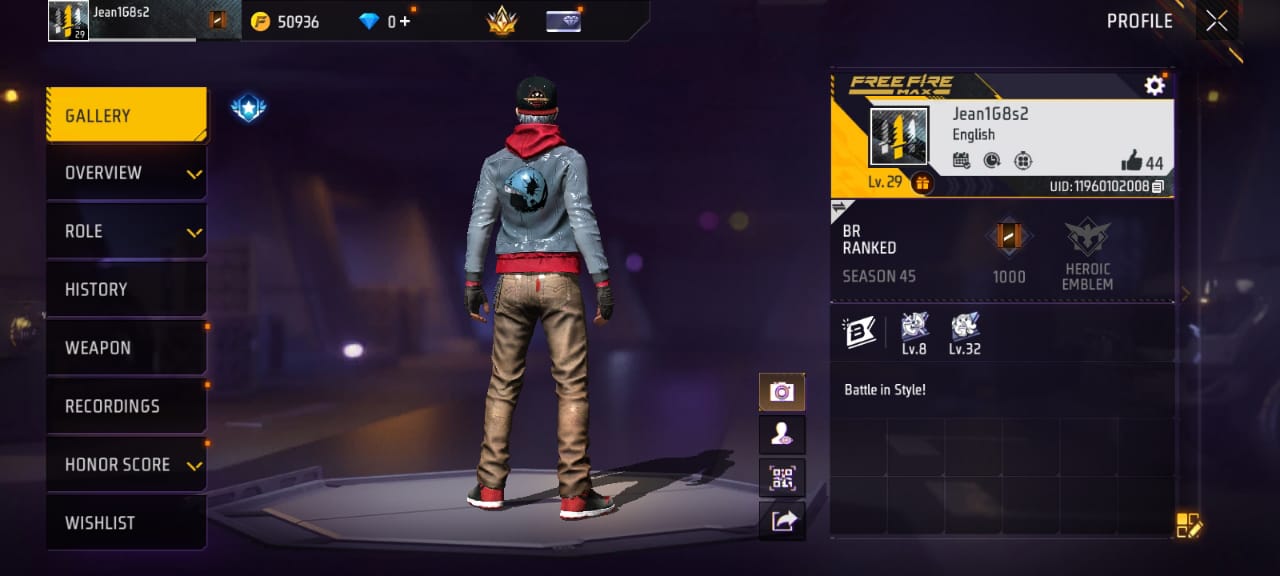 Jean1G8s2
29
50936
0 +
PROFILE
GALLERY
OVERVIEW
ROLE
HISTORY
WEAPON
RECORDINGS
HONOR SCORE
WISHLIST
FREE FIRE
MAX
Jean1G8s2
English
44
Lv. 29
UID:11960102008
BR
RANKED
SEASON 45
1000
HEROIC
EMBLEM
B
Lv.8
Lv.32
Battle in Style!